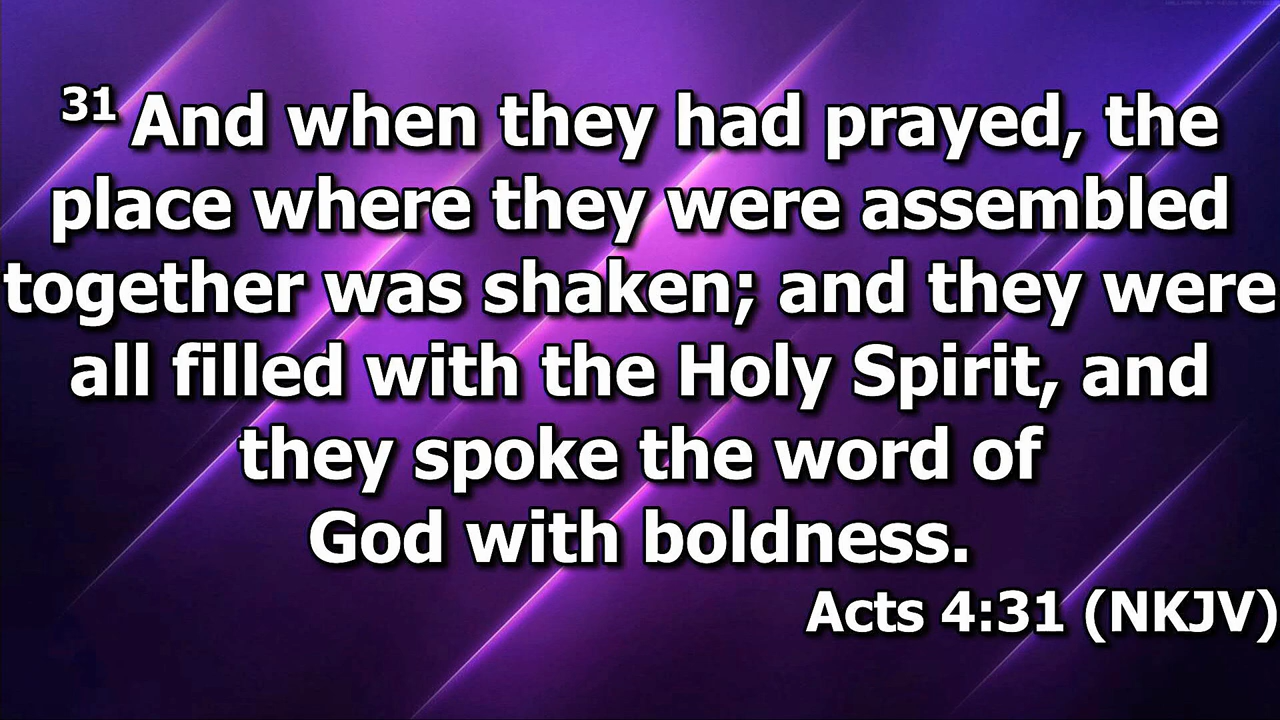 31 And when they had prayed, the
place where they were assembled
together was shaken; and they were
all filled with the Holy Spirit, and
they spoke the word of
God with boldness.
Acts 4:31 (NKJV)